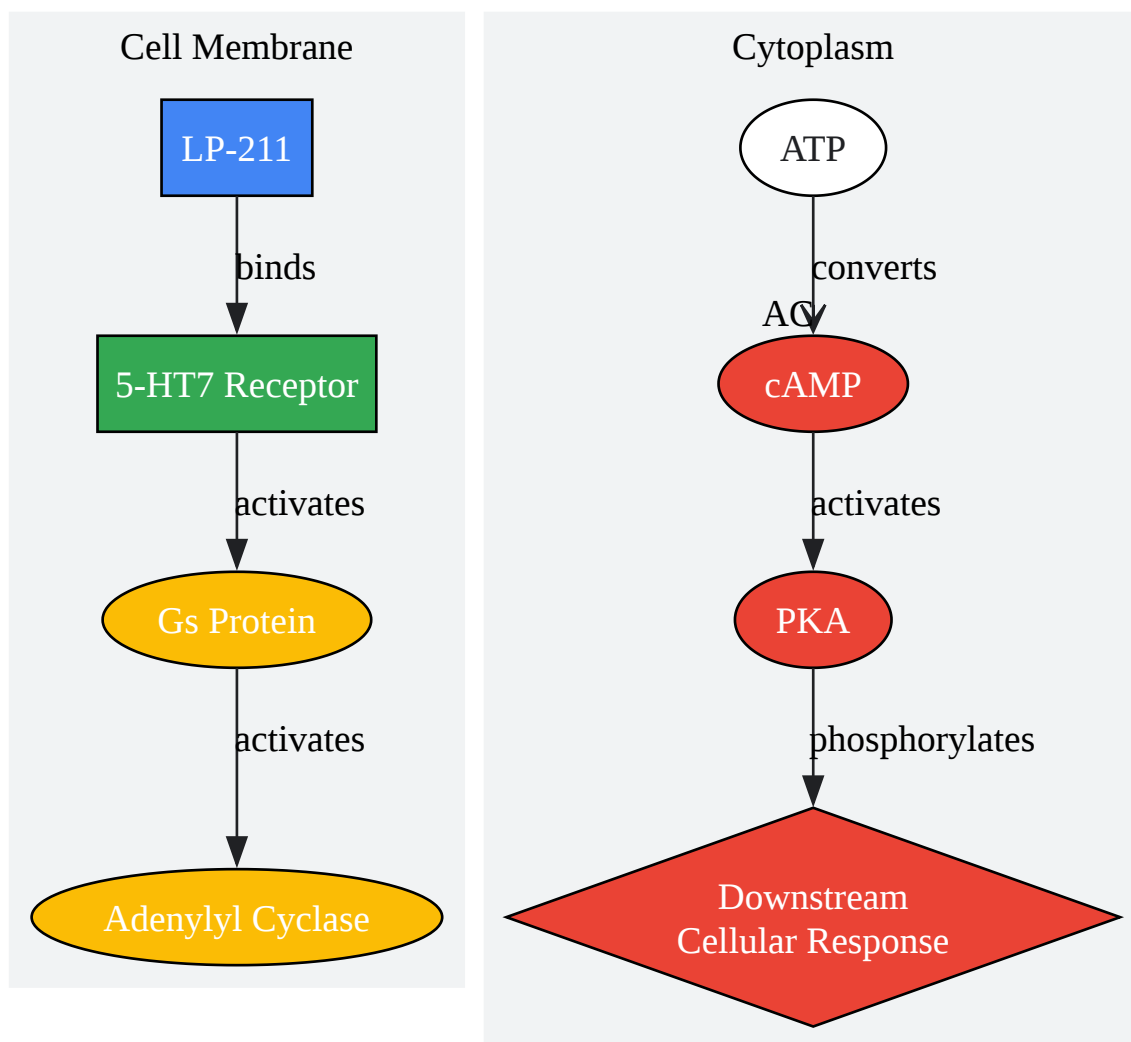 Cell Membrane
LP-211
binds
5-HT7 Receptor
activates
Gs Protein
activates
Adenylyl Cyclase
Cytoplasm
ATP
converts
AC
cAMP
activates
PKA
phosphorylates
Downstream
Cellular Response